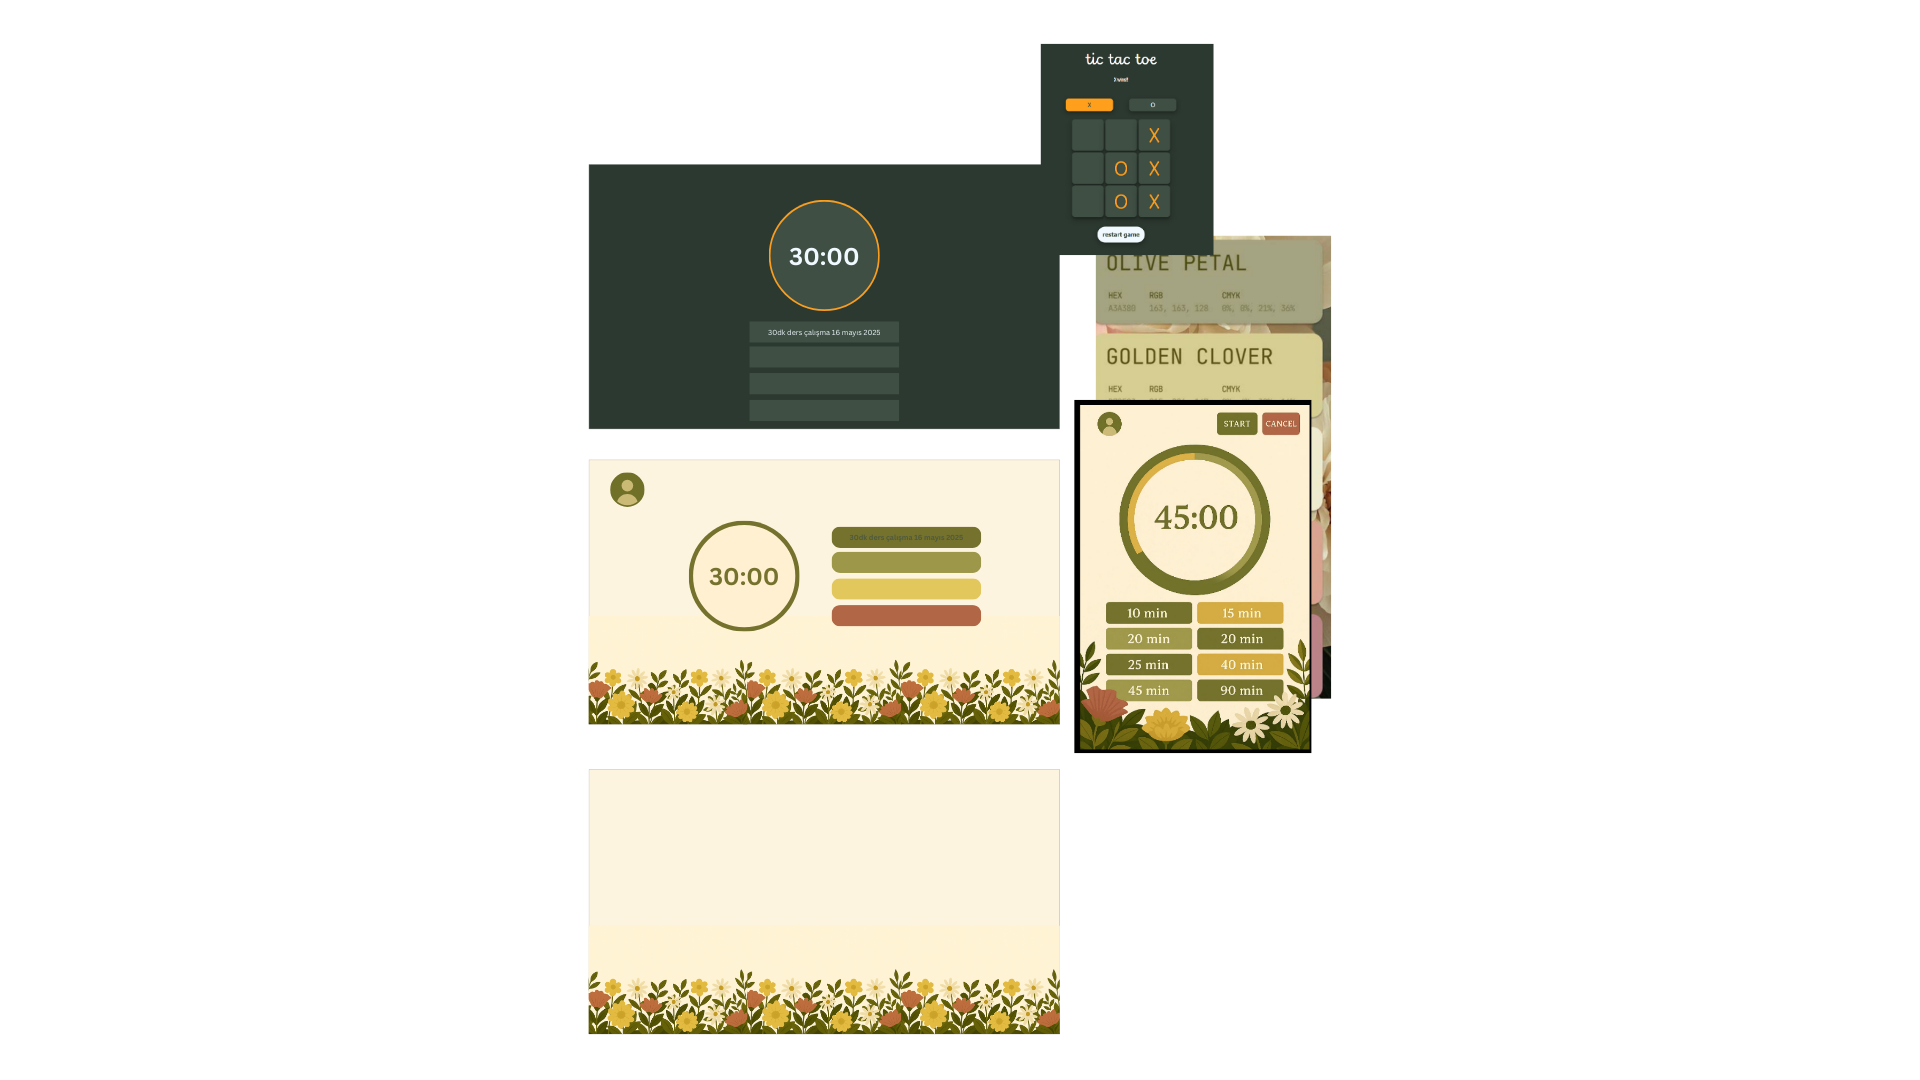 tic tac toe
X won!
X
O
X
O
X
O
X
restart game
30:00
30dk ders çalışma 16 mayıs 2025
OLIVE PETAL
HEX RGB CMYK
A3A380 163, 163, 128 0%, 0%, 21%, 36%
GOLDEN CLOVER
HEX RGB CMYK
START CANCEL
45:00
10 min 15 min
20 min 20 min
25 min 40 min
45 min 90 min
30:00
30dk ders çalışma 16 mayıs 2025